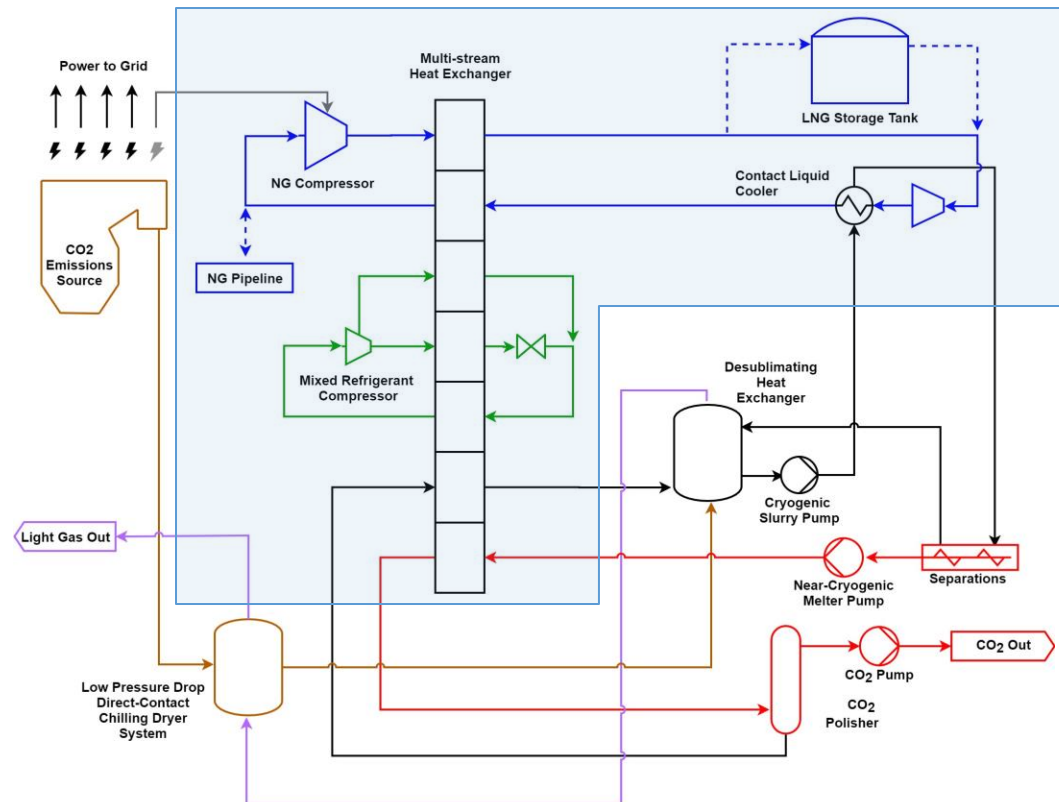 Power to Grid
Multi-stream
Heat Exchanger
LNG Storage Tank
NG Compressor
Contact Liquid
Cooler
CO2
Emissions
Source
NG Pipeline
Mixed Refrigerant
Compressor
Desublimating
Heat
Exchanger
Cryogenic
Slurry Pump
Light Gas Out
Near-Cryogenic
Melter Pump
Separations
CO2 Out
CO2 Pump
Low Pressure Drop
Direct-Contact
Chilling Dryer
System
CO2
Polisher